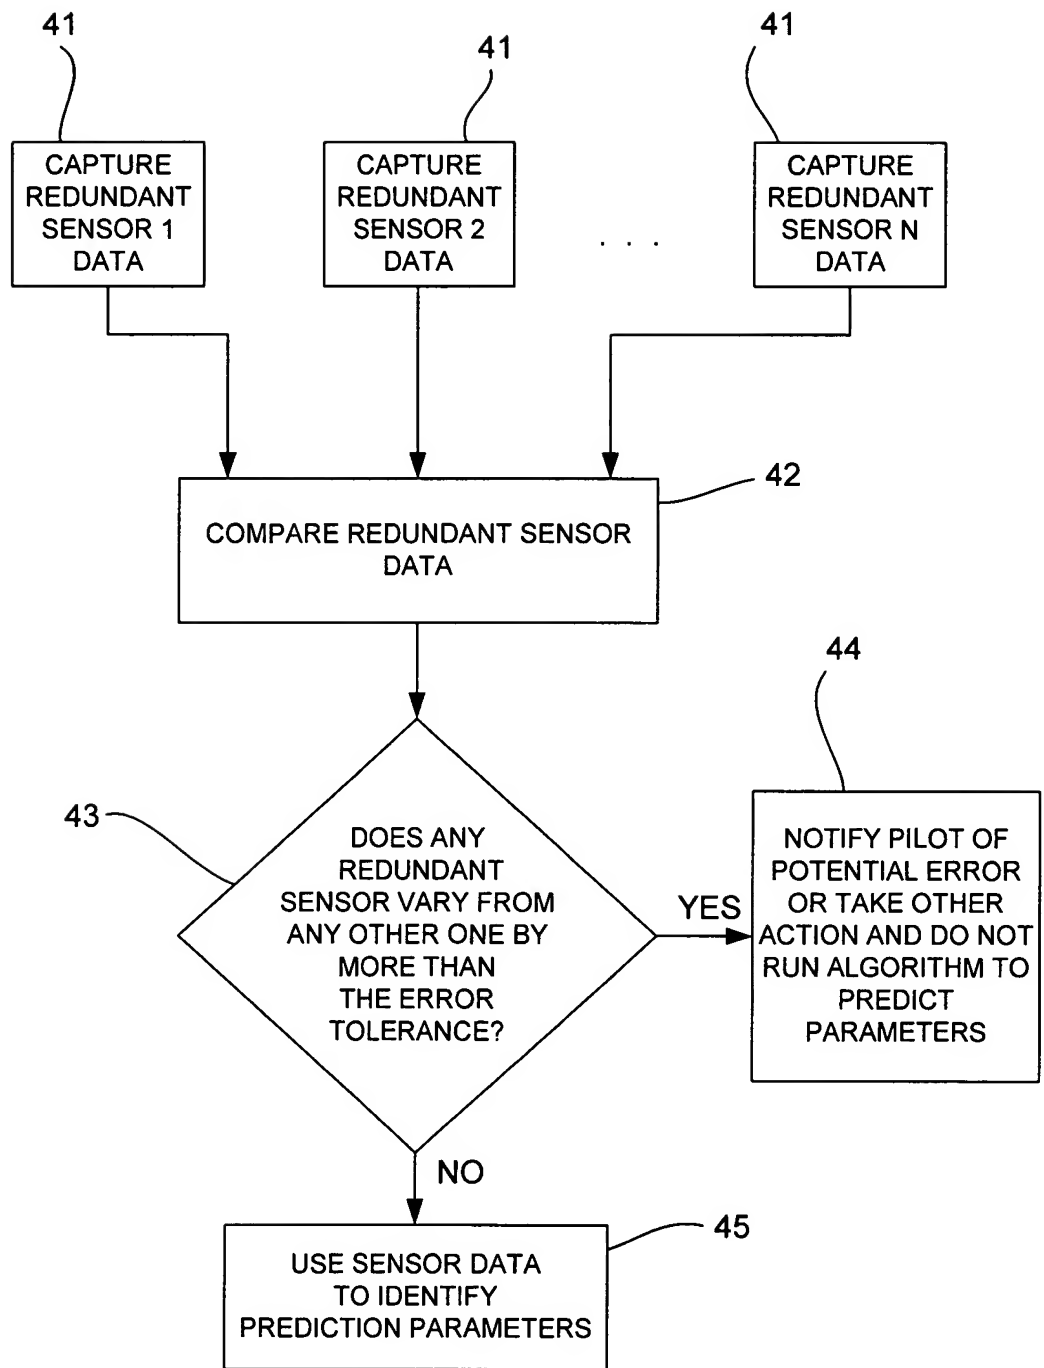 41
41
41
CAPTURE
REDUNDANT
SENSOR 1
DATA
CAPTURE
REDUNDANT
SENSOR 2
DATA
. . .
CAPTURE
REDUNDANT
SENSOR N
DATA
42
COMPARE REDUNDANT SENSOR
DATA
43
DOES ANY
REDUNDANT
SENSOR VARY FROM
ANY OTHER ONE BY
MORE THAN
THE ERROR
TOLERANCE?
YES
44
NOTIFY PILOT OF
POTENTIAL ERROR
OR TAKE OTHER
ACTION AND DO NOT
RUN ALGORITHM TO
PREDICT
PARAMETERS
NO
45
USE SENSOR DATA
TO IDENTIFY
PREDICTION PARAMETERS